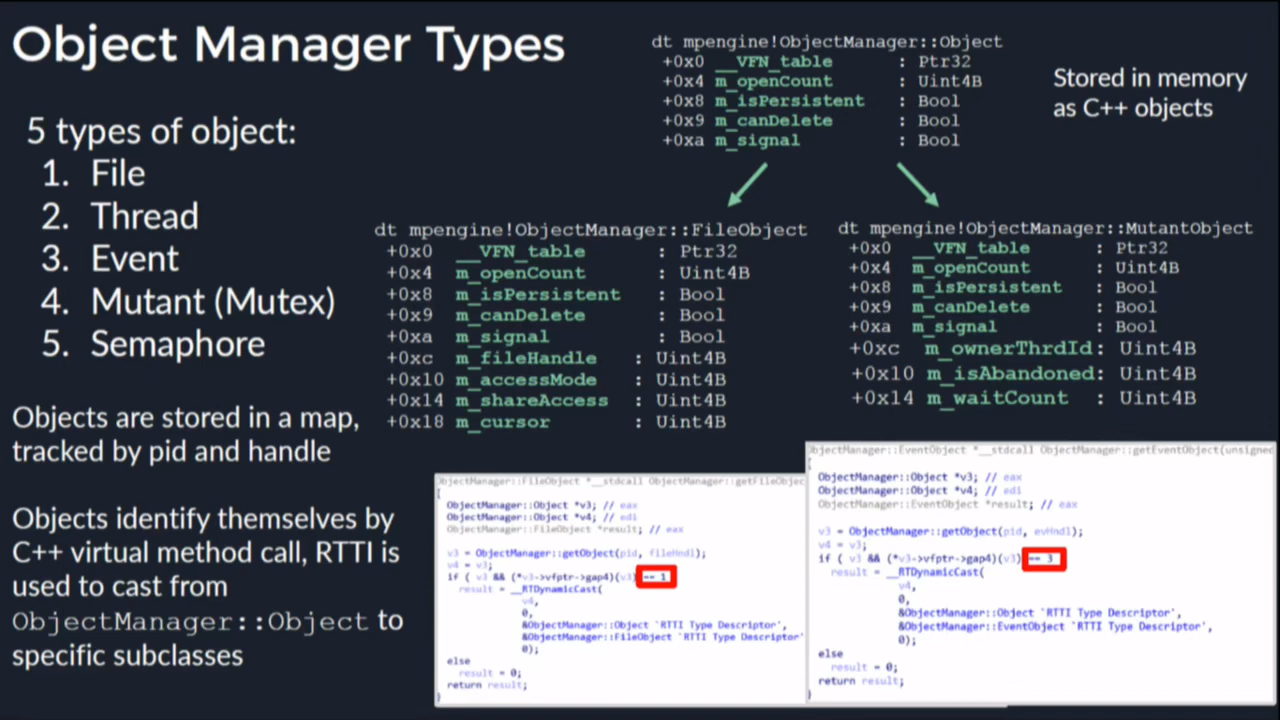 Object Manager Types
5 types of object:
1. File
2. Thread
3. Event
4. Mutant (Mutex)
5. Semaphore
Objects are stored in a map,
tracked by pid and handle
Objects identify themselves by
C++ virtual method call, RTTI is
used to cast from
ObjectManager::Object to
specific subclasses
dt mpengine!ObjectManager::Object
+0x0 __VFN_table : Ptr32
+0x4 m_openCount : Uint4B
+0x8 m_isPersistent : Bool
+0x9 m_canDelete : Bool
+0xa m_signal : Bool
Stored in memory
as C++ objects
dt mpengine!ObjectManager::FileObject
+0x0 __VFN_table : Ptr32
+0x4 m_openCount : Uint4B
+0x8 m_isPersistent : Bool
+0x9 m_canDelete : Bool
+0xa m_signal : Bool
+0xc m_fileHandle : Uint4B
+0x10 m_accessMode : Uint4B
+0x14 m_shareAccess : Uint4B
+0x18 m_cursor : Uint4B
dt mpengine!ObjectManager::MutantObject
+0x0 __VFN_table : Ptr32
+0x4 m_openCount : Uint4B
+0x8 m_isPersistent : Bool
+0x9 m_canDelete : Bool
+0xa m_signal : Bool
+0xc m_ownerThrdId: Uint4B
+0x10 m_isAbandoned: Uint4B
+0x14 m_waitCount : Uint4B
bjectManager::FileObject *__stdcall ObjectManager::getFileObjec
{
ObjectManager::Object *v3; // eax
ObjectManager::Object *v4; // edi
ObjectManager::FileObject *result; // eax
v3 = ObjectManager::getObject(pid, fileHndl);
v4 = v3;
if ( v3 && (*v3->vfptr->gap4)(v3) == 1
result = __RTDynamicCast(
v4,
0,
&ObjectManager::Object `RTTI Type Descriptor',
&ObjectManager::FileObject `RTTI Type Descriptor'
0);
else
result = 0;
return result;
}
bjectManager::EventObject *__stdcall ObjectManager::getEventObject(unsigned
{
ObjectManager::Object *v3; // eax
ObjectManager::Object *v4; // edi
ObjectManager::EventObject *result; // eax
v3 = ObjectManager::getObject(pid, evHndl);
v4 = v3;
if ( v3 && (*v3->vfptr->gap4)(v3) == 3
result = __RTDynamicCast(
v4,
0,
&ObjectManager::Object `RTTI Type Descriptor',
&ObjectManager::EventObject `RTTI Type Descriptor',
0);
else
result = 0;
return result;
}